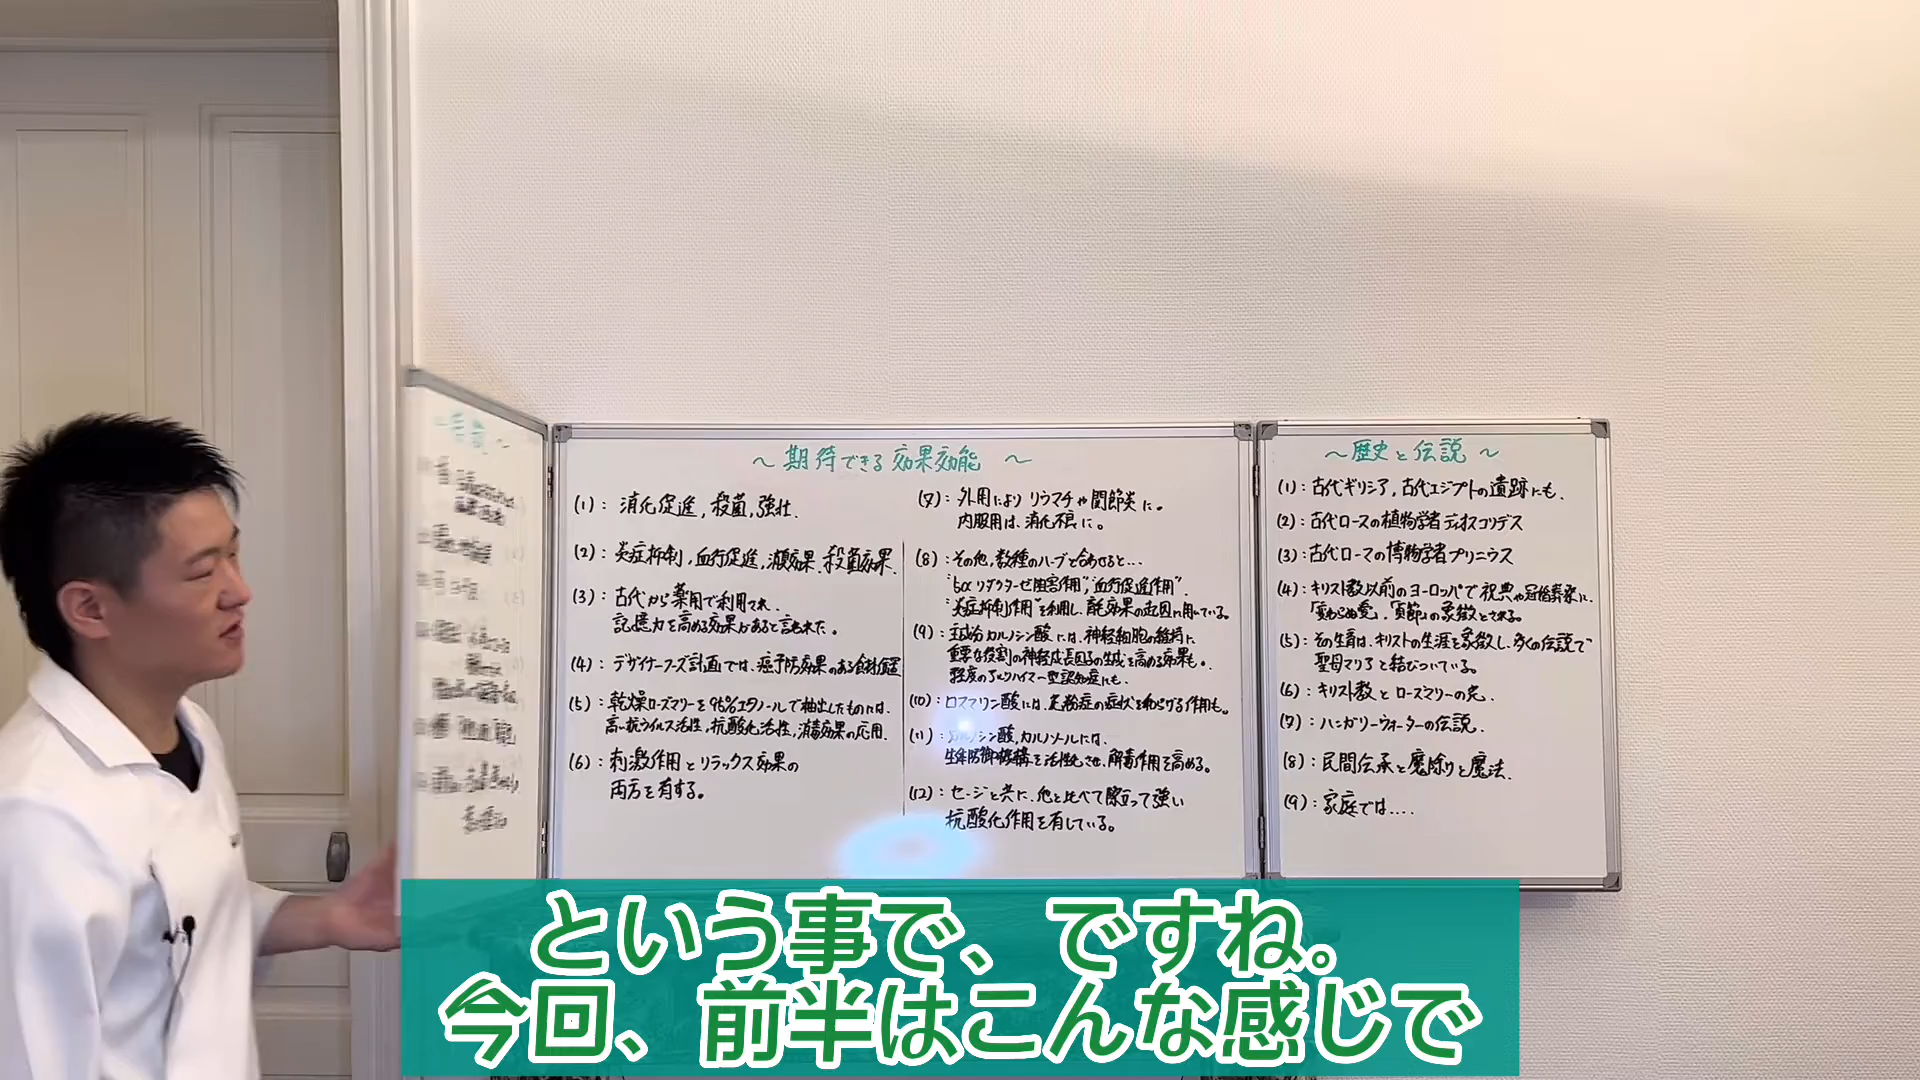 ～期待できる効果効能～
(1)：消化促進,殺菌,強壮.
(2)：炎症抑制,血行促進,消臭効果,殺菌効果.
(3)：古代から薬用で利用され、
記憶力を高める効果があると言われた。
(4)：デザイナーフーズ計画では、癌予防効果のある食材に位置
(5)：乾燥ローズマリーを96%エタノールで抽出したものには、
高い抗ウイルス活性,抗酸化活性,消毒効果の応用.
(6)：刺激作用とリラックス効果の
両方を有する。
(7)：外用によりリウマチや関節炎に。
内服用は、消化不良に。
(8)：その他,数種のハーブと合わせると…
"5αリダクターゼ阻害作用","血行促進作用"
"炎症抑制作用"を利用し、育毛効果の起因に用いている。
(9)：主成分カルノシン酸には、神経細胞の維持に
重要な役割の神経成長因子の生成を高める効果も。
軽度のアルツハイマー型認知症にも.
(10)：ロスマリン酸には、花粉症の症状を和らげる作用も。
(11)：カルノシン酸,カルノソールには、
生体防御機構を活性化させ、解毒作用を高める。
(12)：セージと共に、他と比べて際立って強い
抗酸化作用を有している。
～歴史と伝説～
(1)：古代ギリシア,古代エジプトの遺跡にも.
(2)：古代ローマの植物学者ディオスコリデス
(3)：古代ローマの博物学者プリニウス
(4)：キリスト教以前のヨーロッパで祝典や冠婚葬祭に、
「変わらぬ愛」,「貞節」の象徴とされる。
(5)：その生育は、キリストの生涯を象徴し、多くの伝説で
聖母マリアと結びついている。
(6)：キリスト教とローズマリーの花.
(7)：ハンガリーウォーターの伝説.
(8)：民間伝承と魔除けと魔法.
(9)：家庭では….
という事で、ですね。
今回、前半はこんな感じで